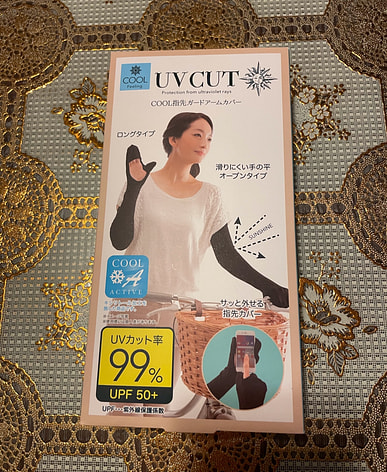 COOL
Feeling
UV CUT
Protection from ultraviolet rays
COOL指先ガードアームカバー
ロングタイプ
滑りにくい手の平
オープンタイプ
SUNSHINE
COOL
ACTIVE
サッと外せる
指先カバー
UVカット率
99%
UPF 50+
紫外線保護係数